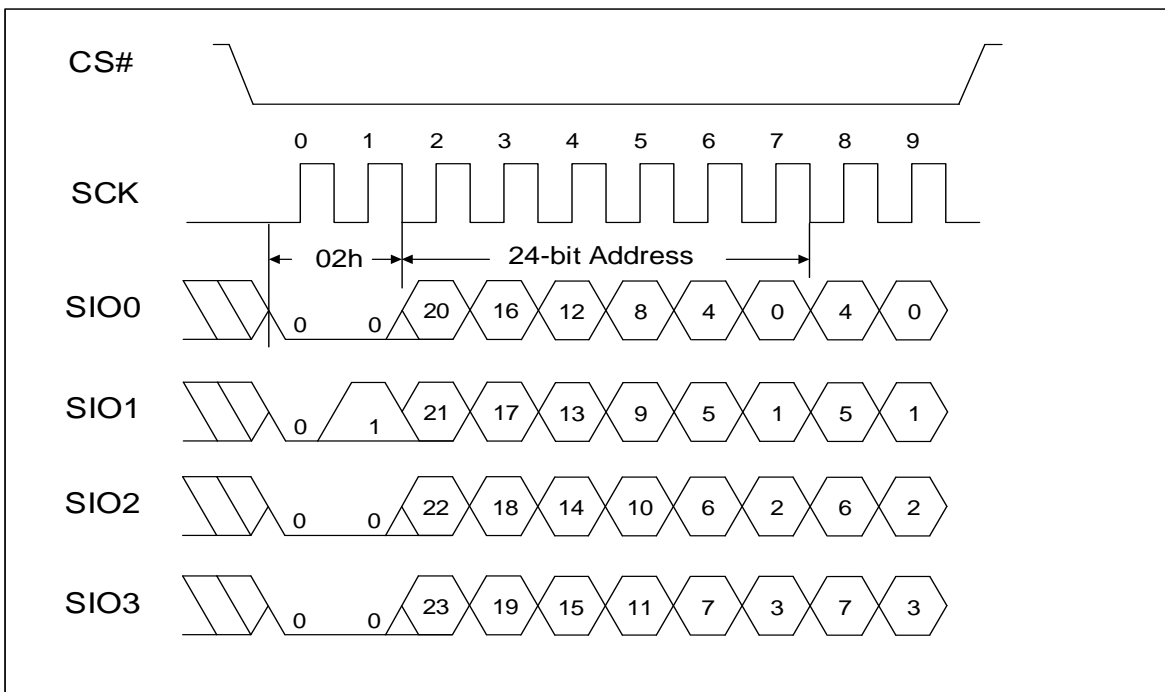 CS#
0 1 2 3 4 5 6 7 8 9
SCK
02h 24-bit Address
SIO0 0 0 20 16 12 8 4 0 4 0
SIO1 0 1 21 17 13 9 5 1 5 1
SIO2 0 0 22 18 14 10 6 2 6 2
SIO3 0 0 23 19 15 11 7 3 7 3